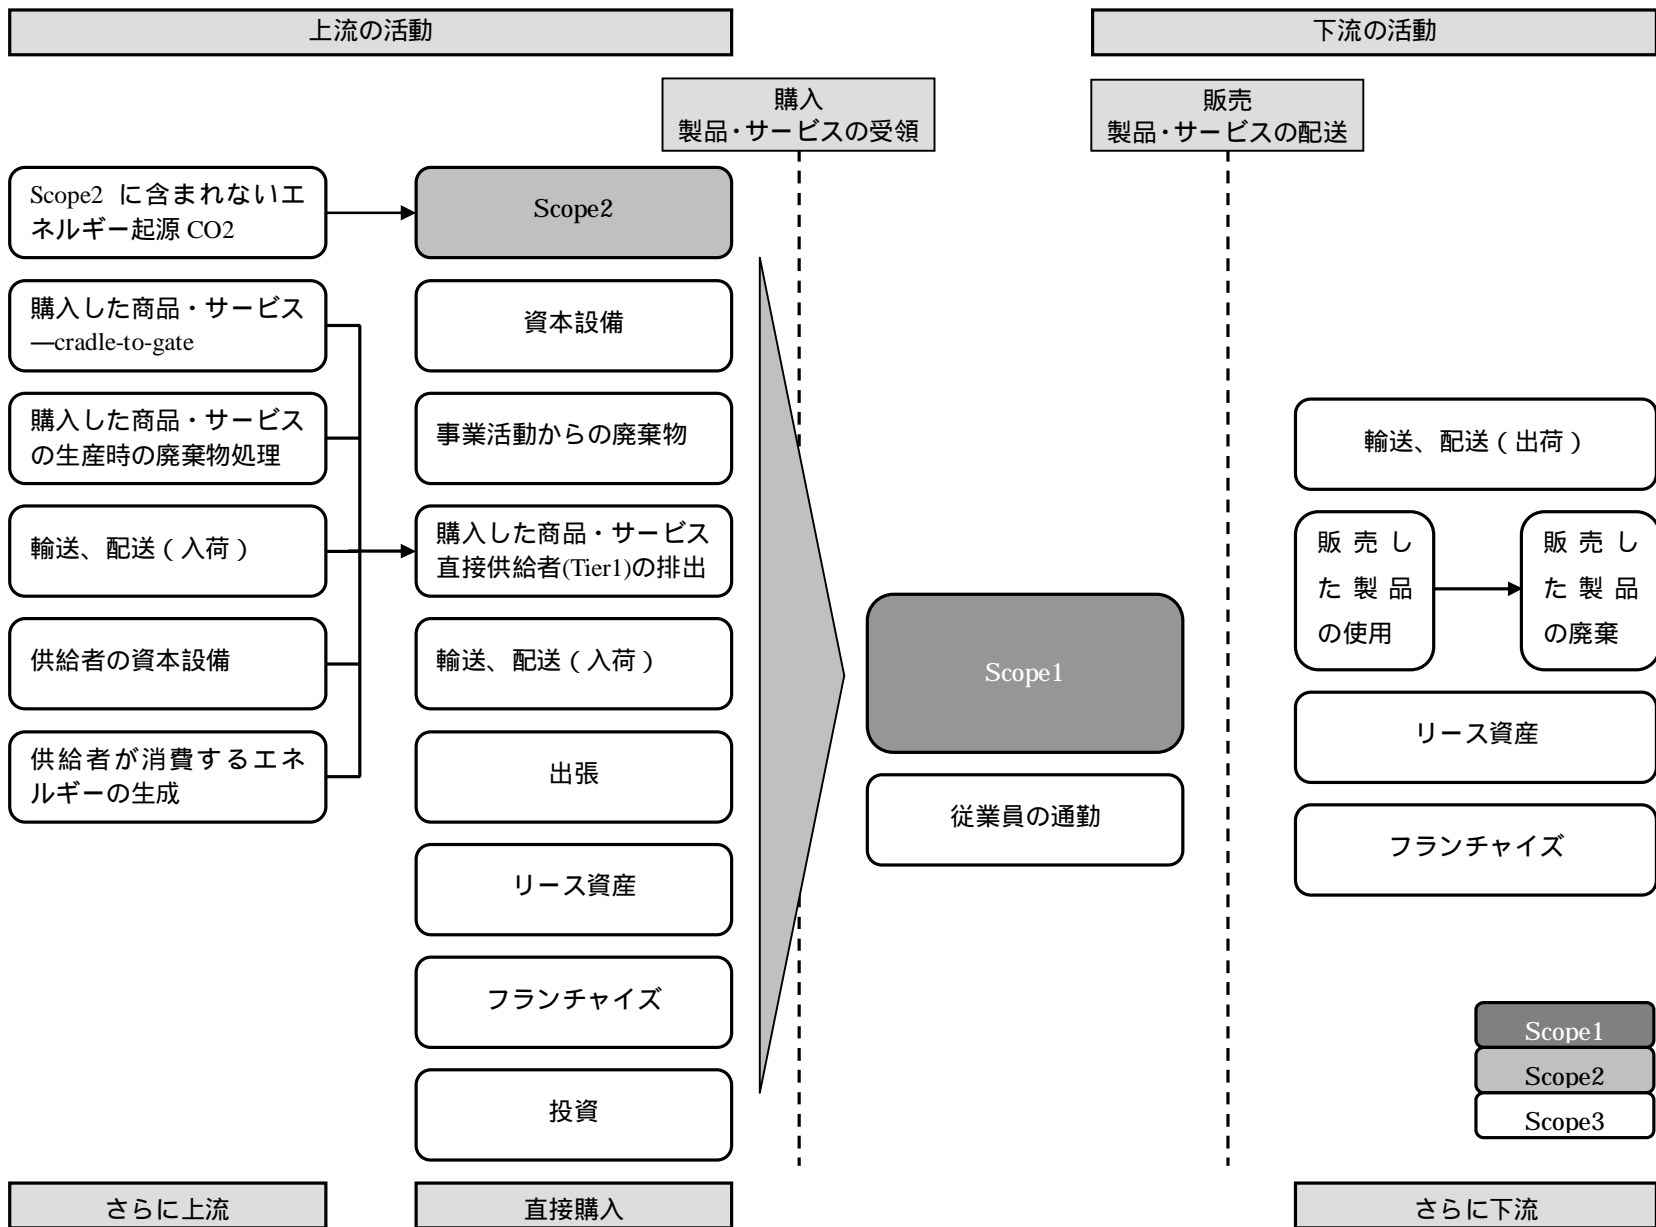 上流の活動
下流の活動
購入
製品・サービスの受領
販売
製品・サービスの配送
Scope2 に含まれないエ
ネルギー起源 CO2
購入した商品・サービス
―cradle-to-gate
購入した商品・サービス
の生産時の廃棄物処理
輸送、配送（入荷）
供給者の資本設備
供給者が消費するエネ
ルギーの生成
さらに上流
Scope2
資本設備
事業活動からの廃棄物
購入した商品・サービス
直接供給者(Tier1)の排出
輸送、配送（入荷）
出張
リース資産
フランチャイズ
投資
直接購入
Scope1
従業員の通勤
輸送、配送（出荷）
販売し
た製品
の使用
販売し
た製品
の廃棄
リース資産
フランチャイズ
Scope1
Scope2
Scope3
さらに下流